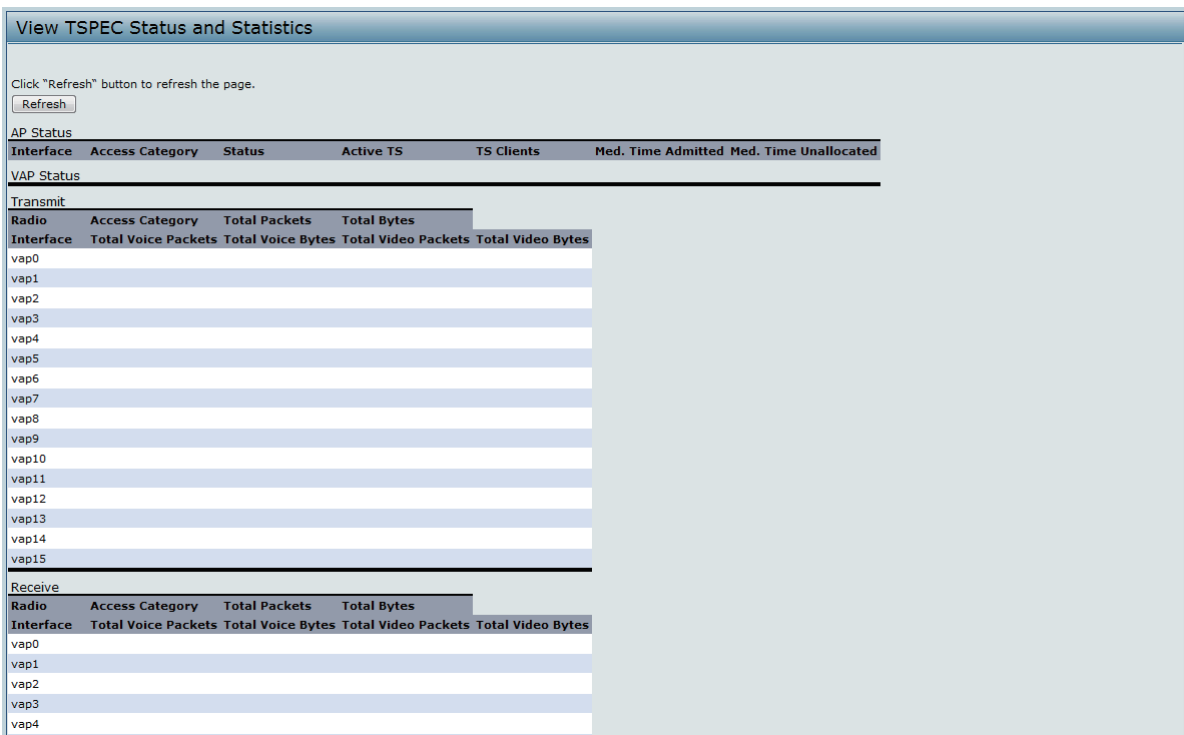 View TSPEC Status and Statistics
Click "Refresh" button to refresh the page.
Refresh
AP Status
Interface Access Category Status Active TS TS Clients Med. Time Admitted Med. Time Unallocated
VAP Status
Transmit
Radio Access Category Total Packets Total Bytes
Interface Total Voice Packets Total Voice Bytes Total Video Packets Total Video Bytes
vap0
vap1
vap2
vap3
vap4
vap5
vap6
vap7
vap8
vap9
vap10
vap11
vap12
vap13
vap14
vap15
Receive
Radio Access Category Total Packets Total Bytes
Interface Total Voice Packets Total Voice Bytes Total Video Packets Total Video Bytes
vap0
vap1
vap2
vap3
vap4